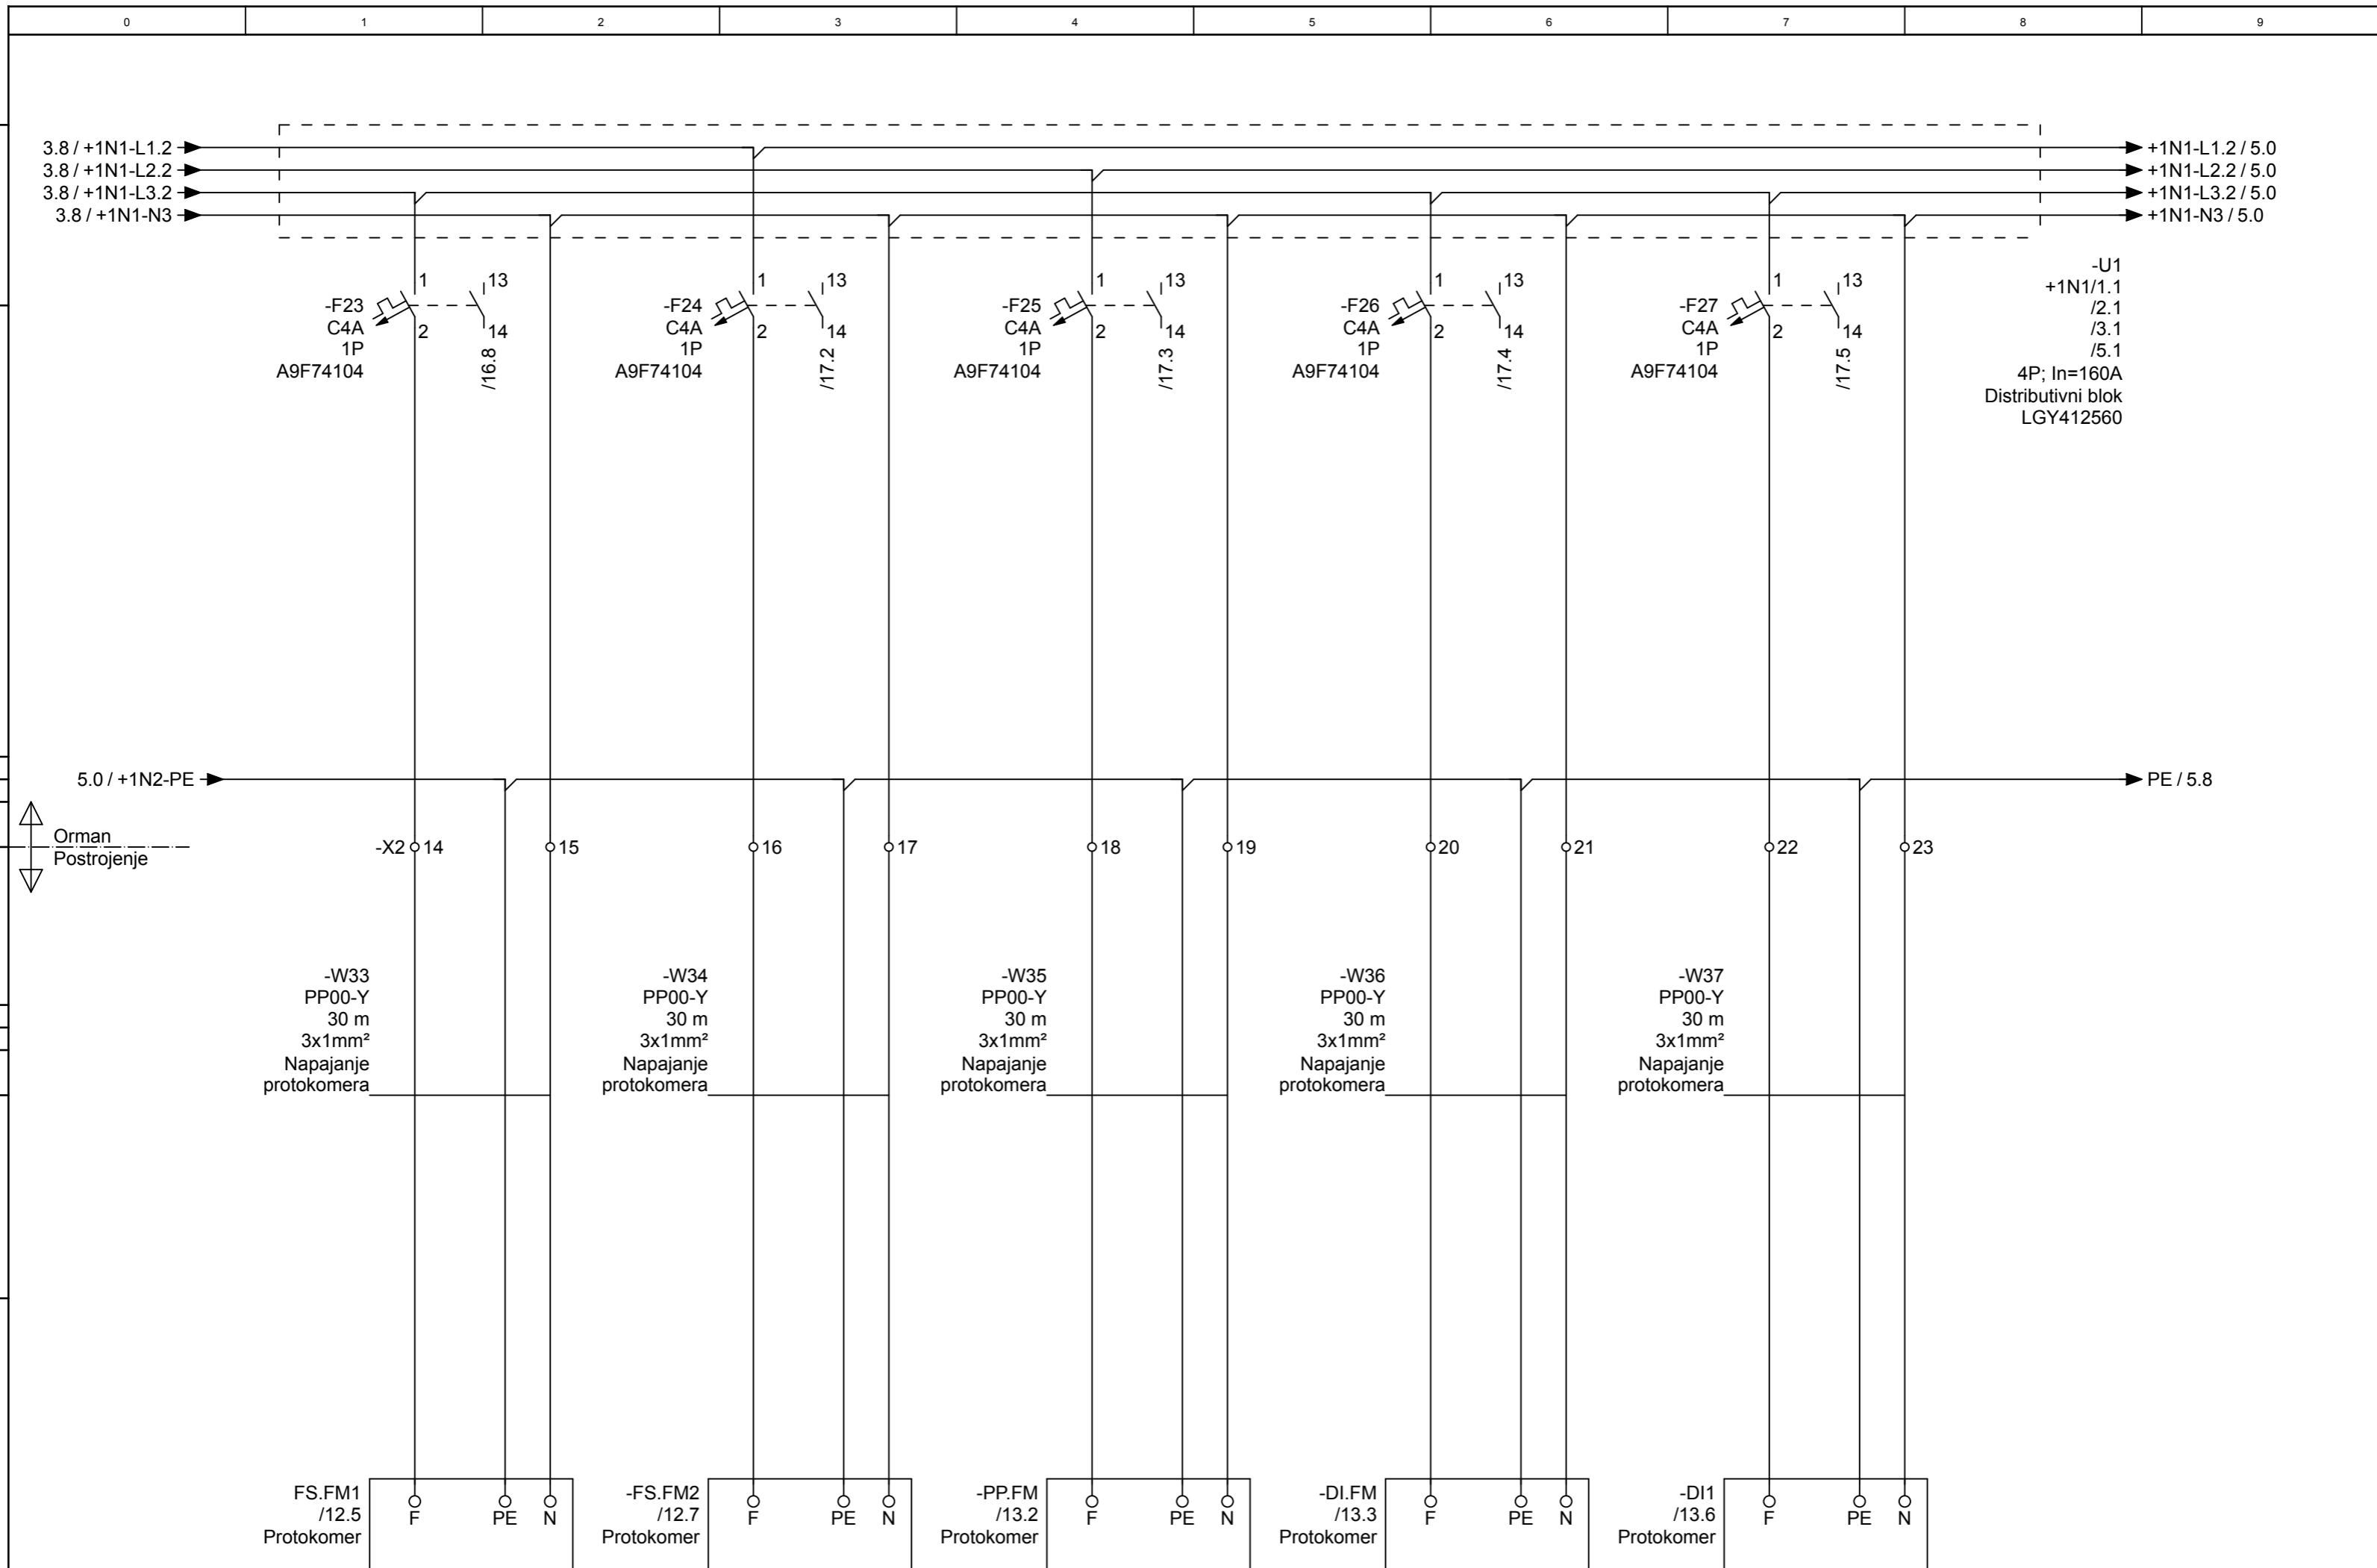 0 1 2 3 4 5 6 7 8 9
3.8 / +1N1-L1.2
+1N1-L1.2 / 5.0
3.8 / +1N1-L2.2
+1N1-L2.2 / 5.0
3.8 / +1N1-L3.2
+1N1-L3.2 / 5.0
3.8 / +1N1-N3
+1N1-N3 / 5.0
-F23
C4A
1P
A9F74104
1
2
13
14
/16.8
-F24
C4A
1P
A9F74104
1
2
13
14
/17.2
-F25
C4A
1P
A9F74104
1
2
13
14
/17.3
-F26
C4A
1P
A9F74104
1
2
13
14
/17.4
-F27
C4A
1P
A9F74104
1
2
13
14
/17.5
-U1
+1N1/1.1
/2.1
/3.1
/5.1
4P; In=160A
Distributivni blok
LGY412560
5.0 / +1N2-PE
PE / 5.8
Orman
Postrojenje
-X2 14 15 16 17 18 19 20 21 22 23
-W33
PP00-Y
30 m
3x1mm²
Napajanje
protokomera
-W34
PP00-Y
30 m
3x1mm²
Napajanje
protokomera
-W35
PP00-Y
30 m
3x1mm²
Napajanje
protokomera
-W36
PP00-Y
30 m
3x1mm²
Napajanje
protokomera
-W37
PP00-Y
30 m
3x1mm²
Napajanje
protokomera
FS.FM1
/12.5
Protokomer
F PE N
-FS.FM2
/12.7
Protokomer
F PE N
-PP.FM
/13.2
Protokomer
F PE N
-DI.FM
/13.3
Protokomer
F PE N
-DI1
/13.6
Protokomer
F PE N